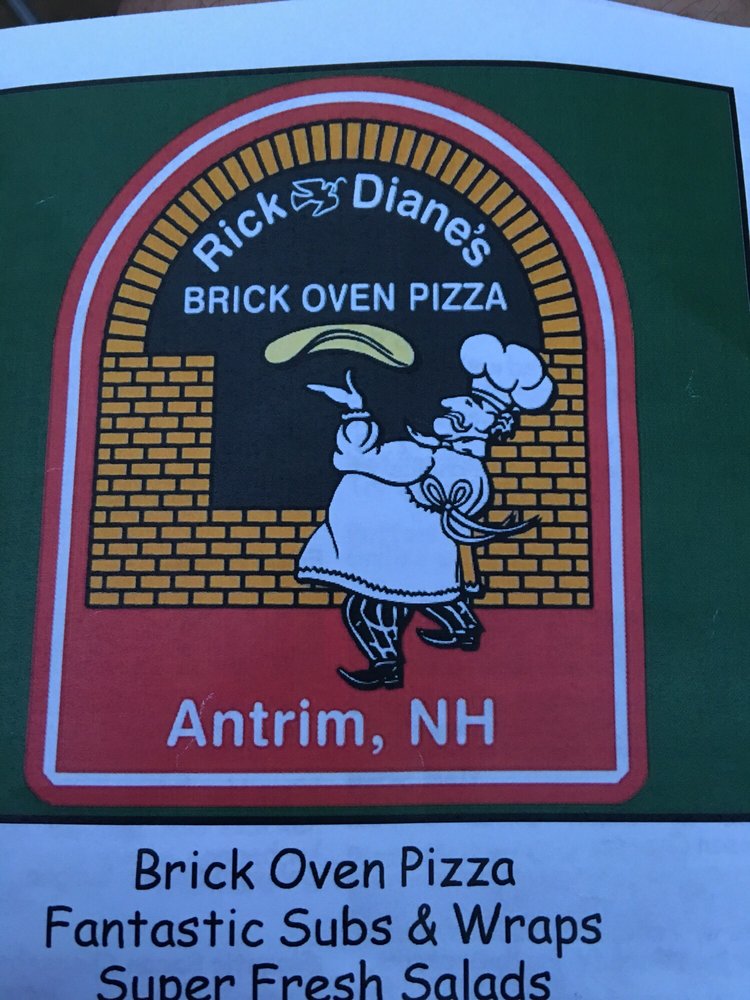 Rick Diane's
BRICK OVEN PIZZA
Antrim, NH
Brick Oven Pizza
Fantastic Subs & Wraps
Super Fresh Salads